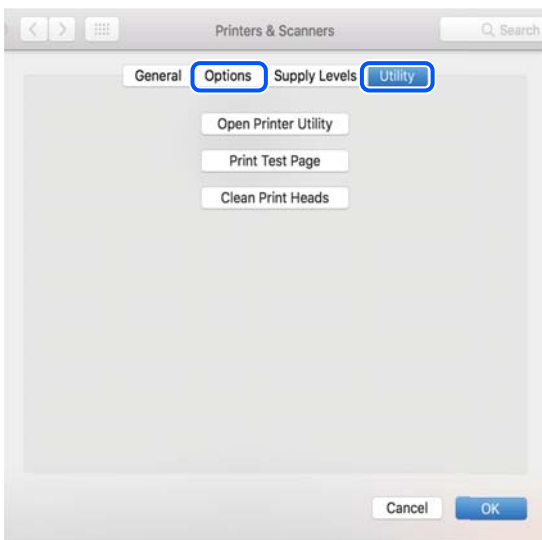 Printers & Scanners
Search
General Options Supply Levels Utility
Open Printer Utility
Print Test Page
Clean Print Heads
Cancel OK